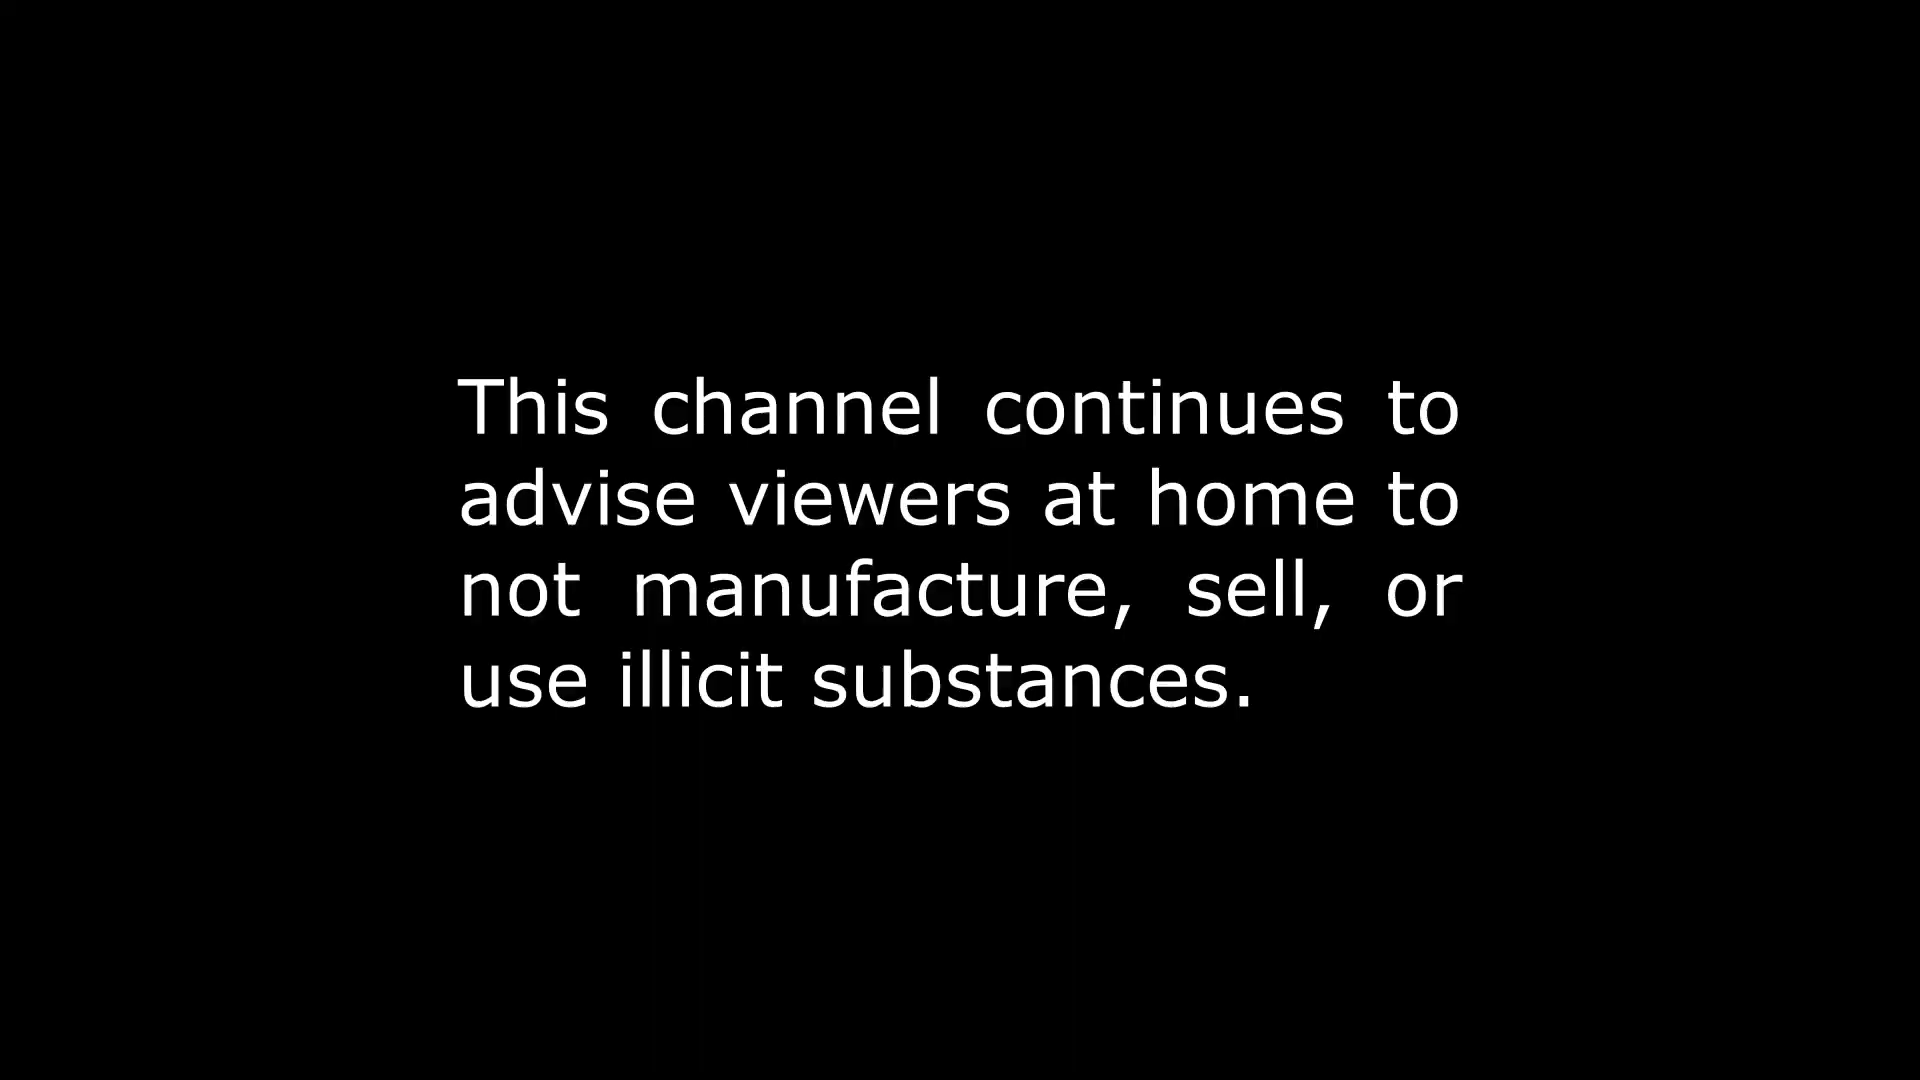 This channel continues to
advise viewers at home to
not manufacture, sell, or
use illicit substances.